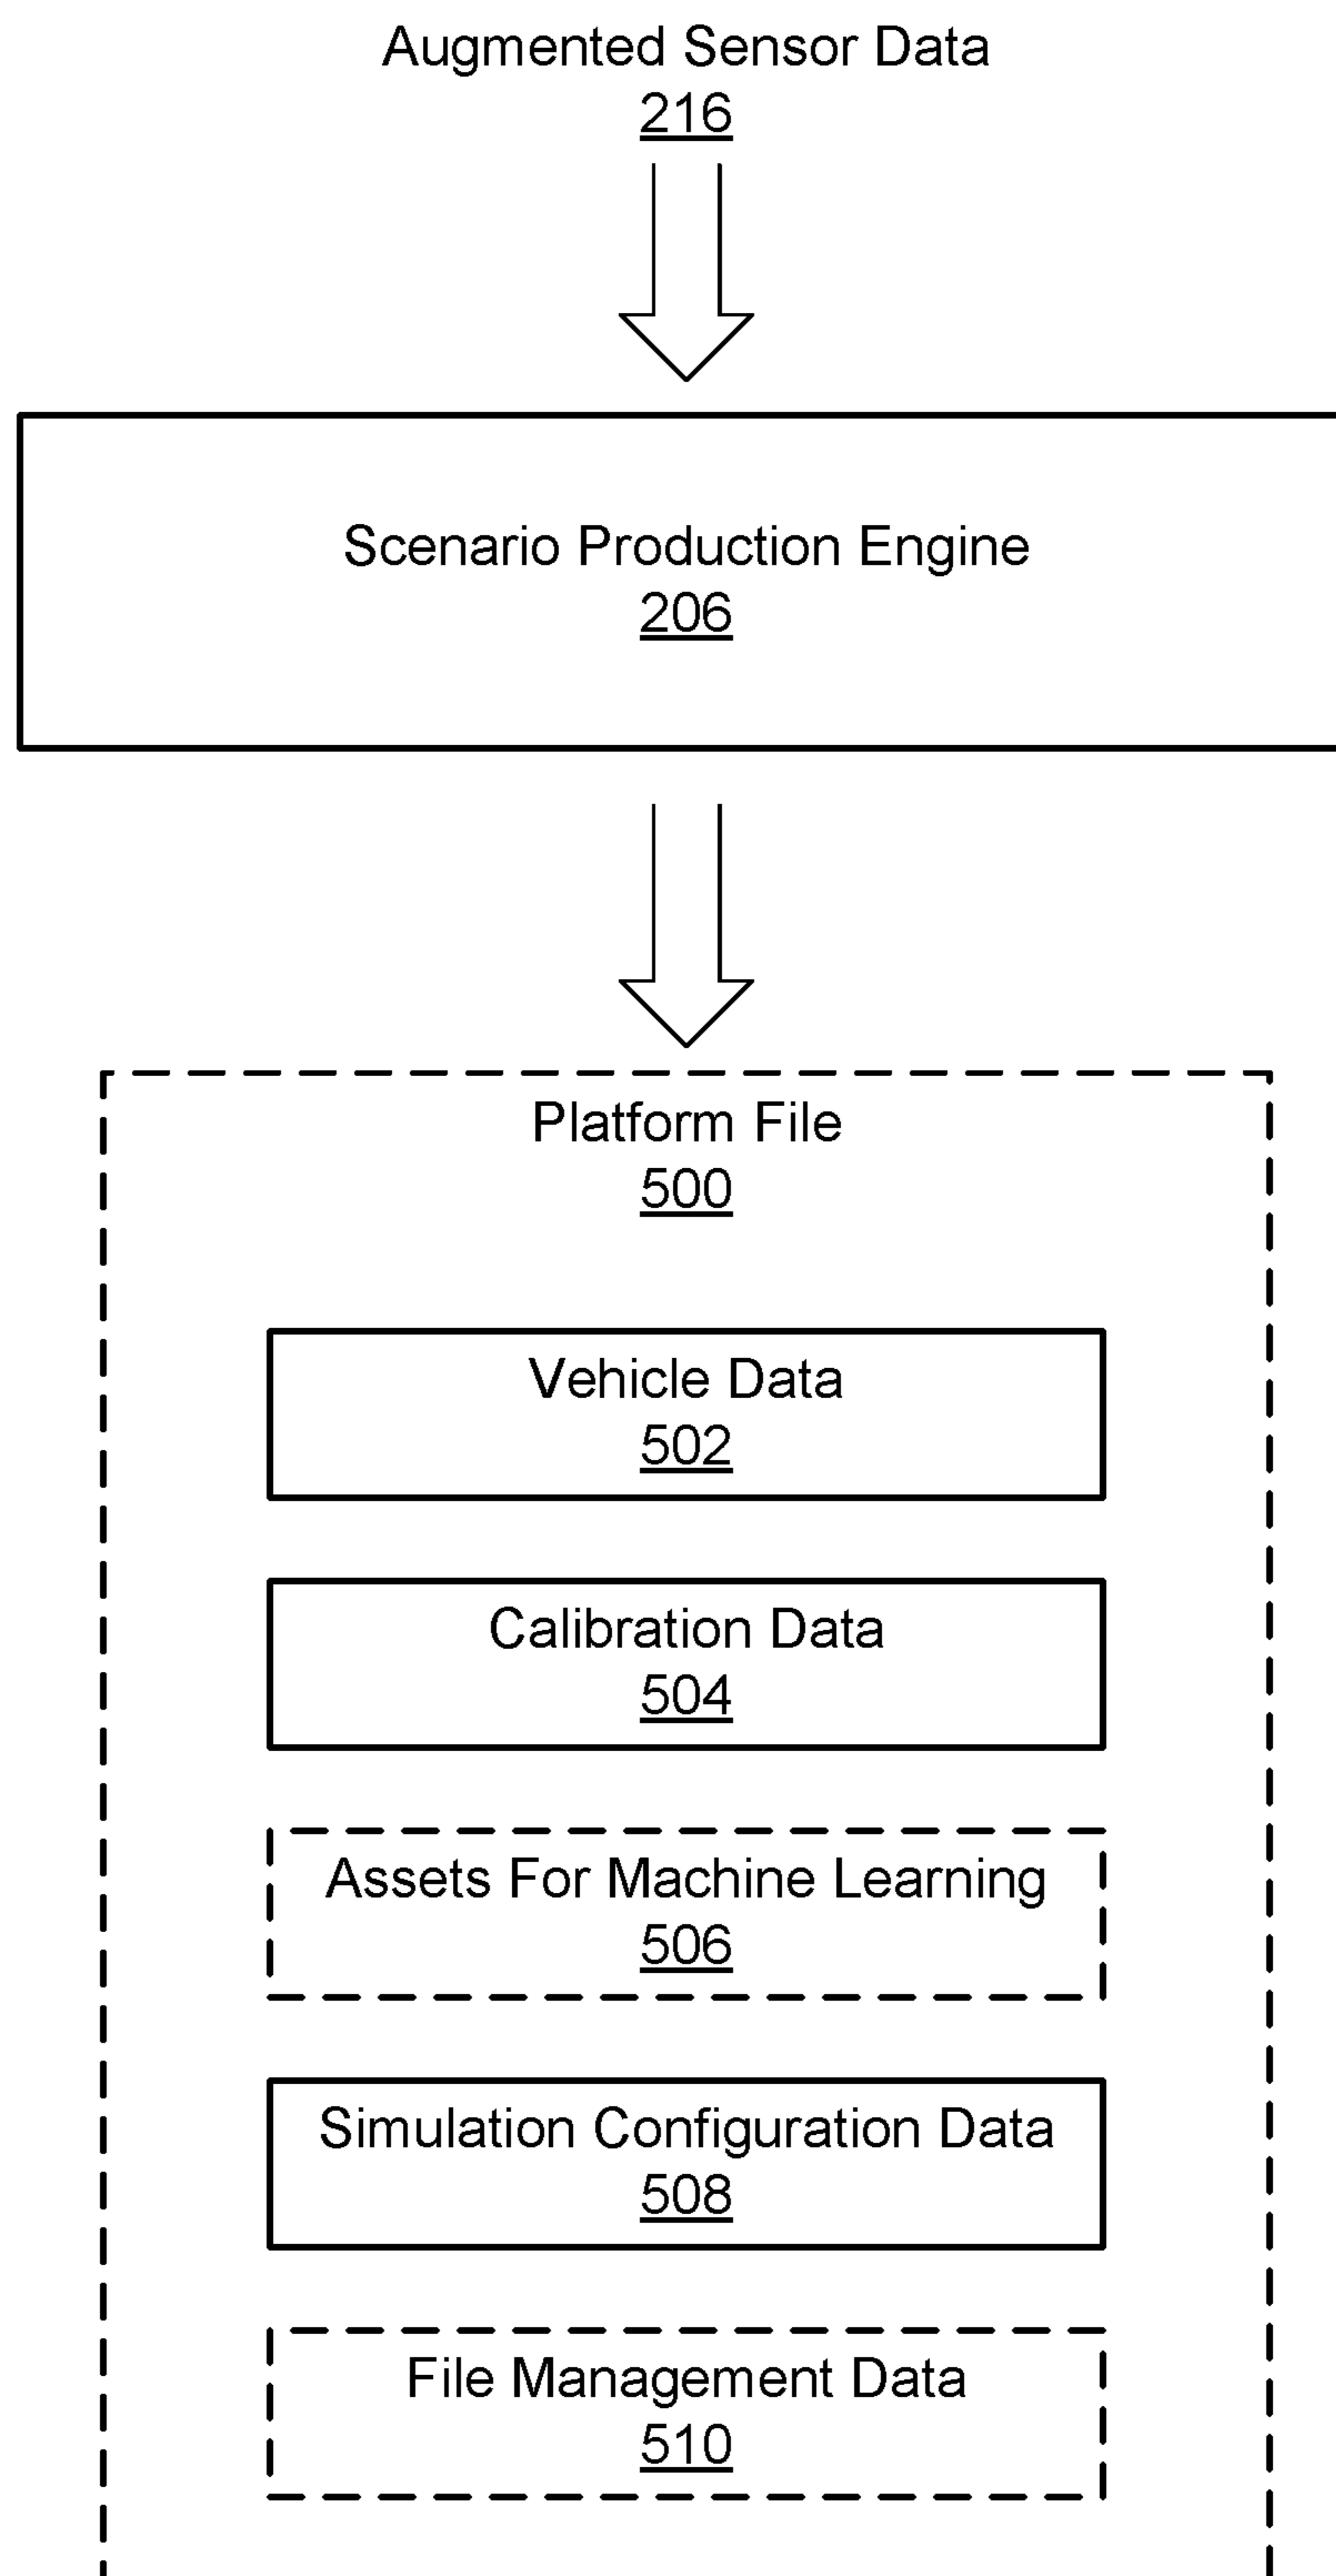 Augmented Sensor Data
216
Scenario Production Engine
206
Platform File
500
Vehicle Data
502
Calibration Data
504
Assets For Machine Learning
506
Simulation Configuration Data
508
File Management Data
510